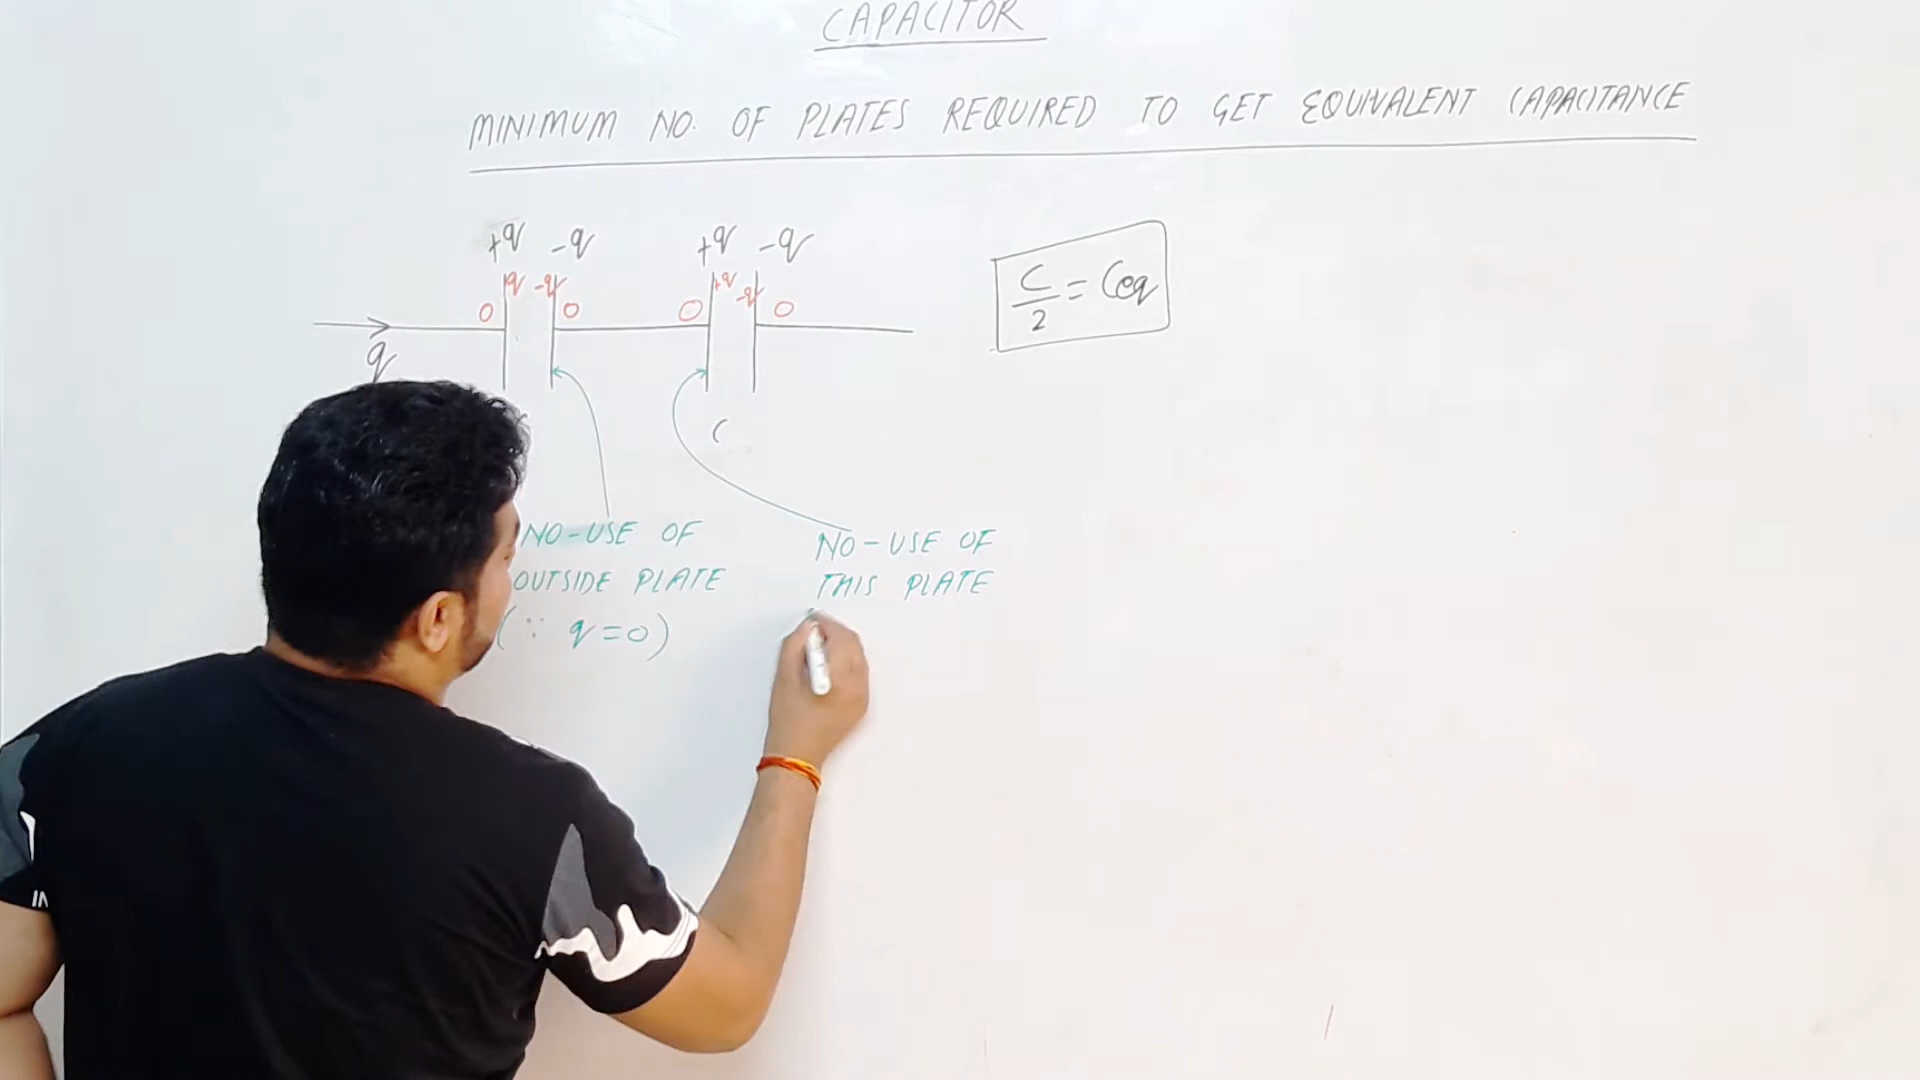 CAPACITOR
MINIMUM NO. OF PLATES REQUIRED TO GET EQUIVALENT CAPACITANCE
+q -q +q -q
q -q +q -q
0 0 0 0
q
C/2 = Ceq
C
NO-USE OF
OUTSIDE PLATE
(∵ q=0)
NO-USE OF
THIS PLATE
IN